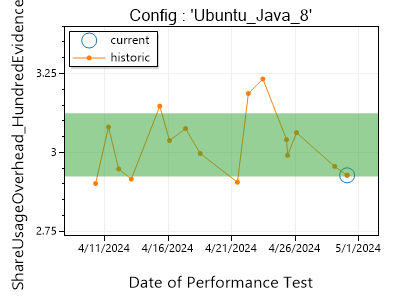 Config : 'Ubuntu_Java_8'
current
historic
ShareUsageOverhead_HundredEvidence
3.25
3
2.75
4/11/2024
4/16/2024
4/21/2024
4/26/2024
5/1/2024
Date of Performance Test